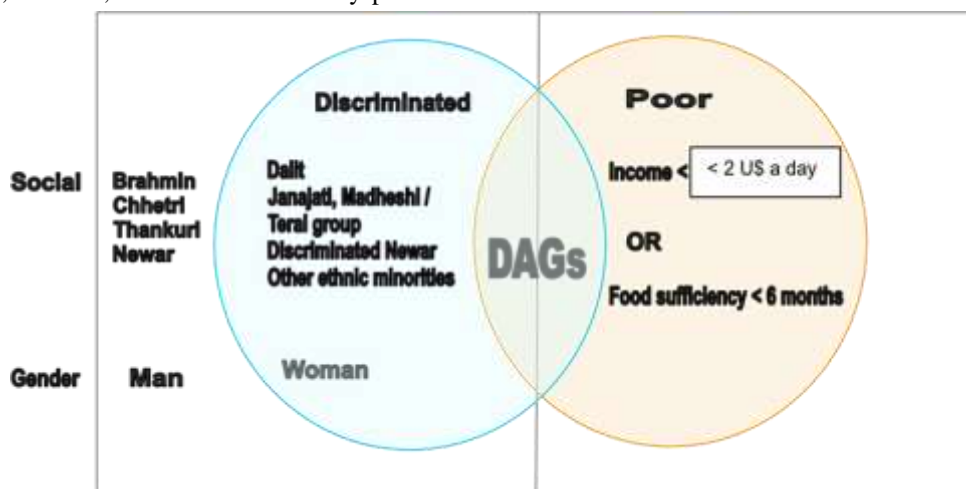 Discriminated
Poor
Social
Brahmin
Chhetri
Thankuri
Newar
Dalit
Janajati, Madheshi /
Terai group
Discriminated Newar
Other ethnic minorities
DAGs
Income < < 2 U$ a day
OR
Food sufficiency < 6 months
Gender
Man
Woman